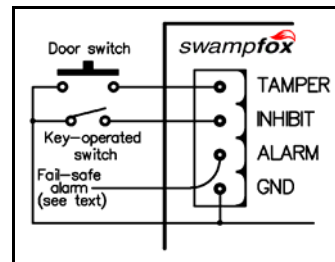 Door switch
swampfox
TAMPER
INHIBIT
Key-operated
switch
ALARM
Fail-safe
alarm
(see text)
GND